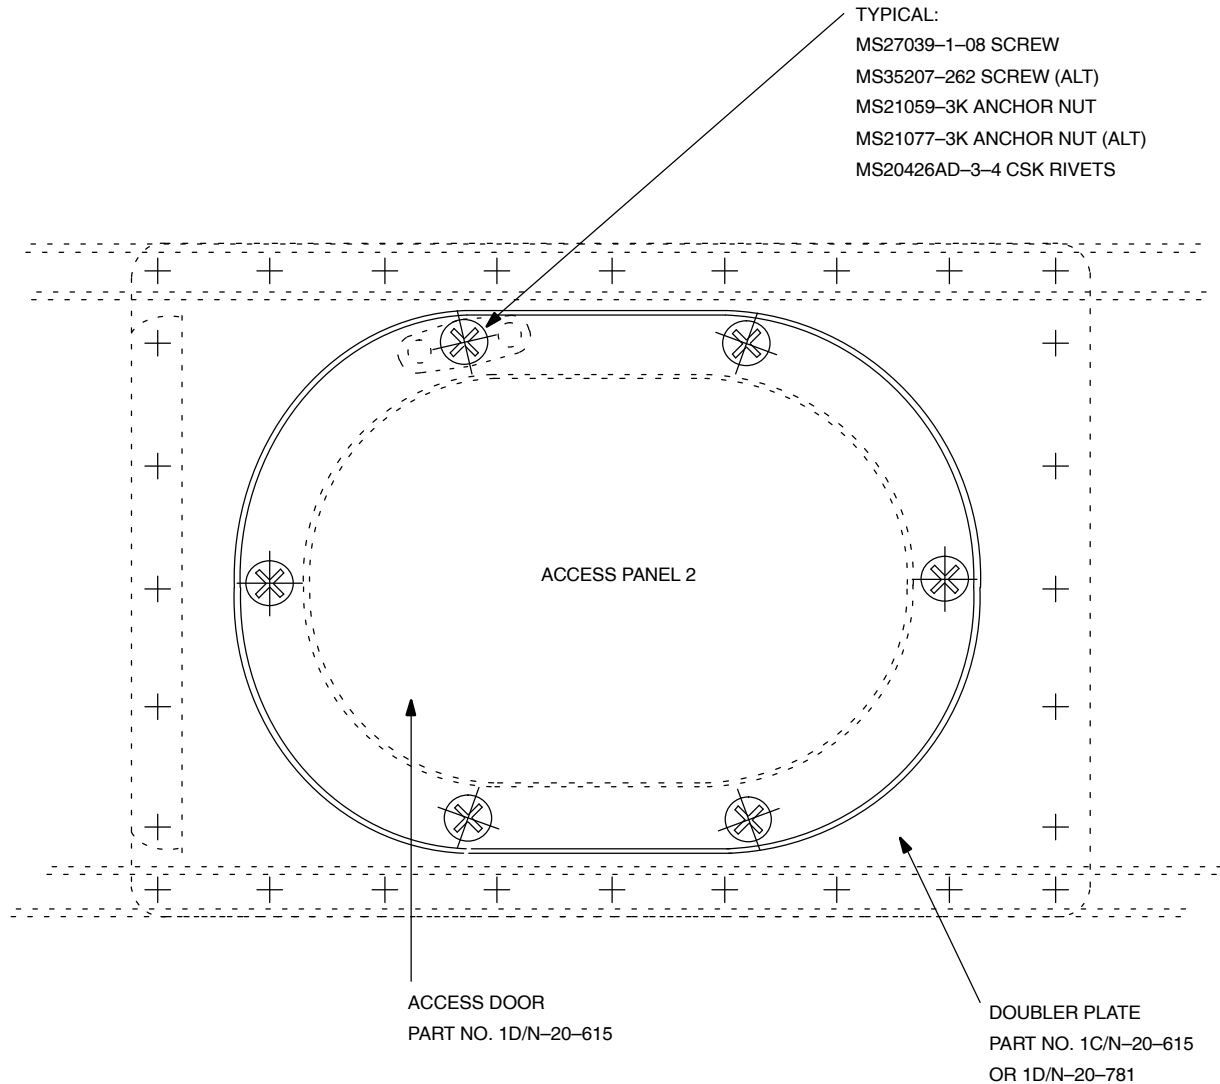 TYPICAL:
MS27039–1–08 SCREW
MS35207–262 SCREW (ALT)
MS21059–3K ANCHOR NUT
MS21077–3K ANCHOR NUT (ALT)
MS20426AD–3–4 CSK RIVETS
ACCESS PANEL 2
ACCESS DOOR
PART NO. 1D/N–20–615
DOUBLER PLATE
PART NO. 1C/N–20–615
OR 1D/N–20–781